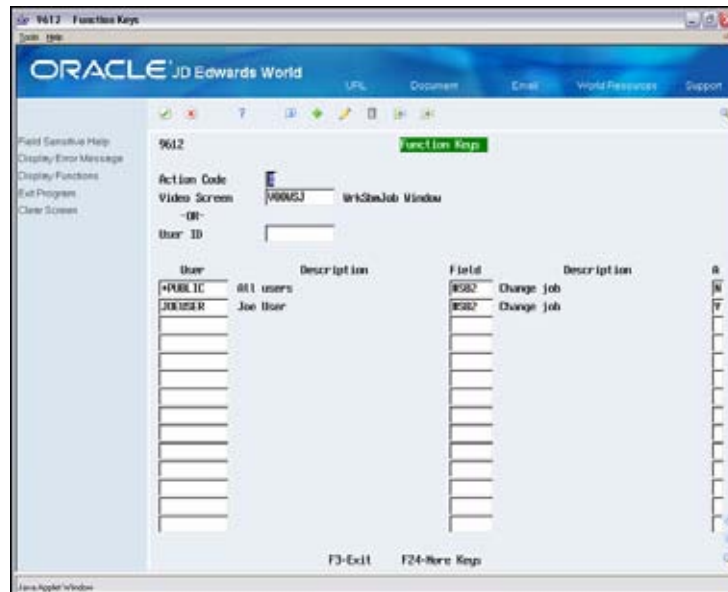 9612 Function Keys
Tools Help
ORACLE JD Edwards World
URL Document Email World Resources Support
Field Sensitive Help
Display Error Message
Display Functions
Exit Program
Clear Screen
9612 Function Keys
Action Code I
Video Screen V00WSJ WrkSbmJob Window
-OR-
User ID
User Description Field Description A
*PUBLIC All users #SB2 Change job N
JOEUSER Joe User #SB2 Change job Y
F3-Exit F24-More Keys
Java Applet Window